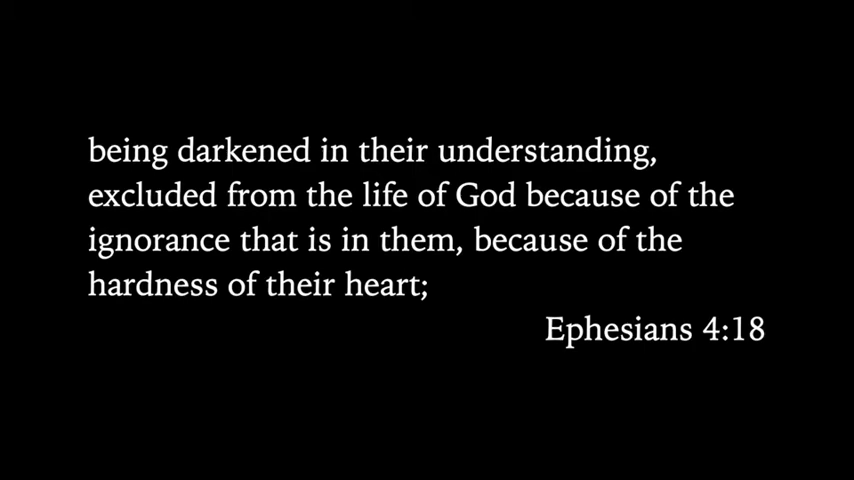 being darkened in their understanding,
excluded from the life of God because of the
ignorance that is in them, because of the
hardness of their heart;
Ephesians 4:18